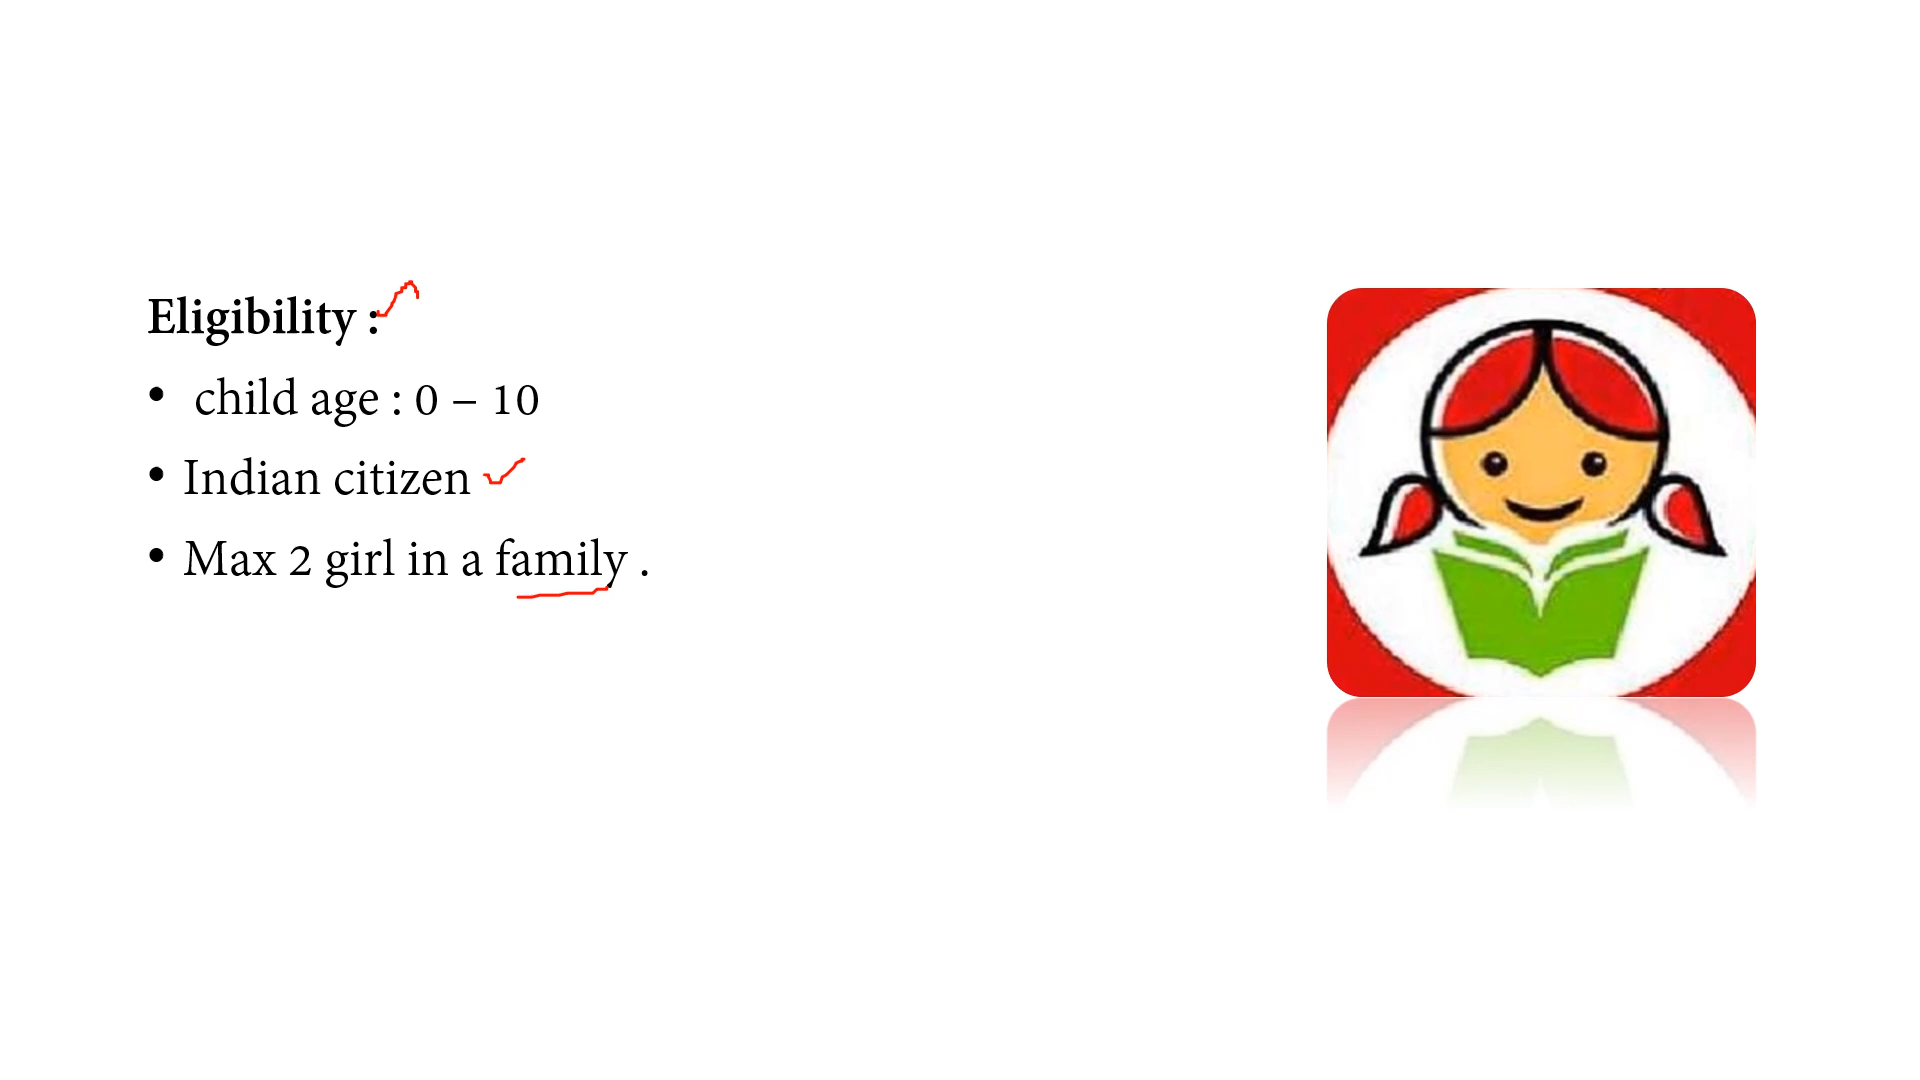 Eligibility :
• child age : 0 – 10
• Indian citizen
• Max 2 girl in a family .